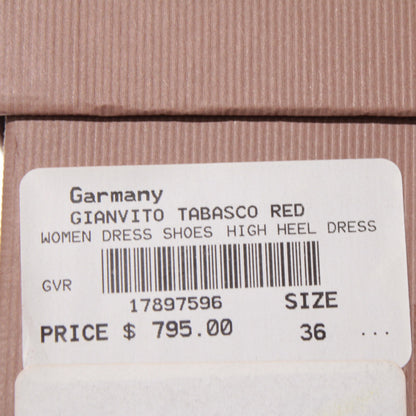 Garmany
GIANVITO TABASCO RED
WOMEN DRESS SHOES HIGH HEEL DRESS
GVR
17897596 SIZE
PRICE $ 795.00 36 ...